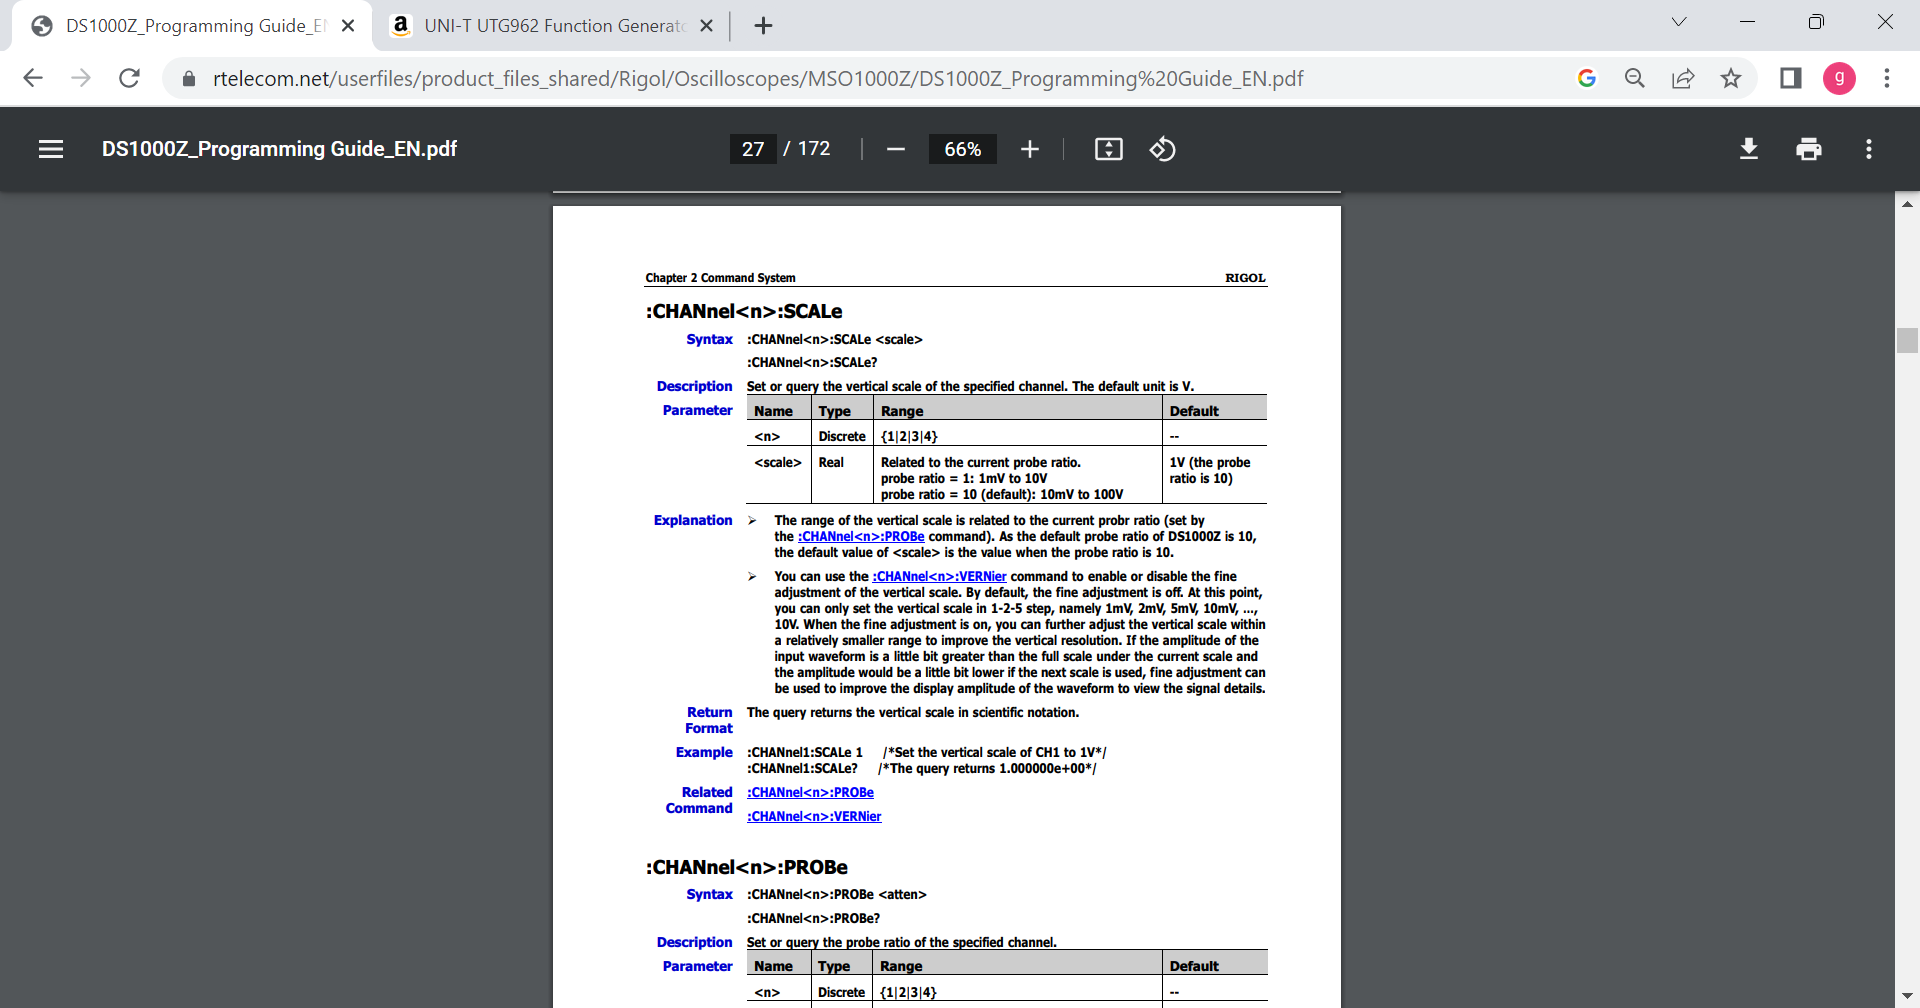 DS1000Z_Programming Guide_EN
UNI-T UTG962 Function Generato
rtelecom.net/userfiles/product_files_shared/Rigol/Oscilloscopes/MSO1000Z/DS1000Z_Programming%20Guide_EN.pdf
g
DS1000Z_Programming Guide_EN.pdf
27 / 172
66%
Chapter 2 Command System RIGOL
:CHANnel<n>:SCALe
Syntax :CHANnel<n>:SCALe <scale>
:CHANnel<n>:SCALe?
Description Set or query the vertical scale of the specified channel. The default unit is V.
Parameter Name Type Range Default
<n> Discrete {1|2|3|4} --
<scale> Real Related to the current probe ratio. 1V (the probe
probe ratio = 1: 1mV to 10V ratio is 10)
probe ratio = 10 (default): 10mV to 100V
Explanation ➢ The range of the vertical scale is related to the current probr ratio (set by
the :CHANnel<n>:PROBe command). As the default probe ratio of DS1000Z is 10,
the default value of <scale> is the value when the probe ratio is 10.
➢ You can use the :CHANnel<n>:VERNier command to enable or disable the fine
adjustment of the vertical scale. By default, the fine adjustment is off. At this point,
you can only set the vertical scale in 1-2-5 step, namely 1mV, 2mV, 5mV, 10mV, ...,
10V. When the fine adjustment is on, you can further adjust the vertical scale within
a relatively smaller range to improve the vertical resolution. If the amplitude of the
input waveform is a little bit greater than the full scale under the current scale and
the amplitude would be a little bit lower if the next scale is used, fine adjustment can
be used to improve the display amplitude of the waveform to view the signal details.
Return The query returns the vertical scale in scientific notation.
Format
Example :CHANnel1:SCALe 1 /*Set the vertical scale of CH1 to 1V*/
:CHANnel1:SCALe? /*The query returns 1.000000e+00*/
Related :CHANnel<n>:PROBe
Command
:CHANnel<n>:VERNier
:CHANnel<n>:PROBe
Syntax :CHANnel<n>:PROBe <atten>
:CHANnel<n>:PROBe?
Description Set or query the probe ratio of the specified channel.
Parameter Name Type Range Default
<n> Discrete {1|2|3|4} --